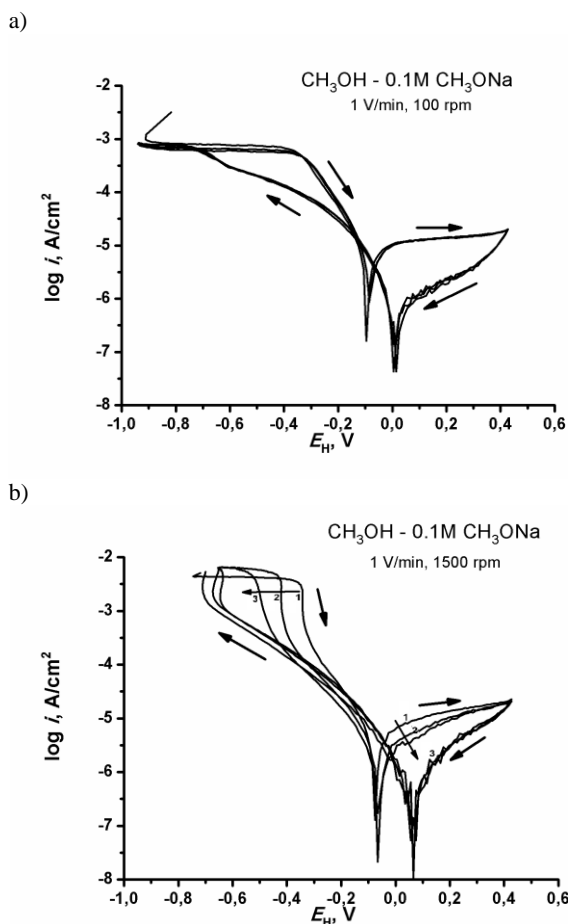 a)
CH₃OH - 0.1M CH₃ONa
1 V/min, 100 rpm
-2
-3
-4
-5
-6
-7
-8
log i, A/cm²
-1,0 -0,8 -0,6 -0,4 -0,2 0,0 0,2 0,4 0,6
E_H, V
b)
CH₃OH - 0.1M CH₃ONa
1 V/min, 1500 rpm
-2
-3
-4
-5
-6
-7
-8
log i, A/cm²
3 2 1
1
2
3
-1,0 -0,8 -0,6 -0,4 -0,2 0,0 0,2 0,4 0,6
E_H, V